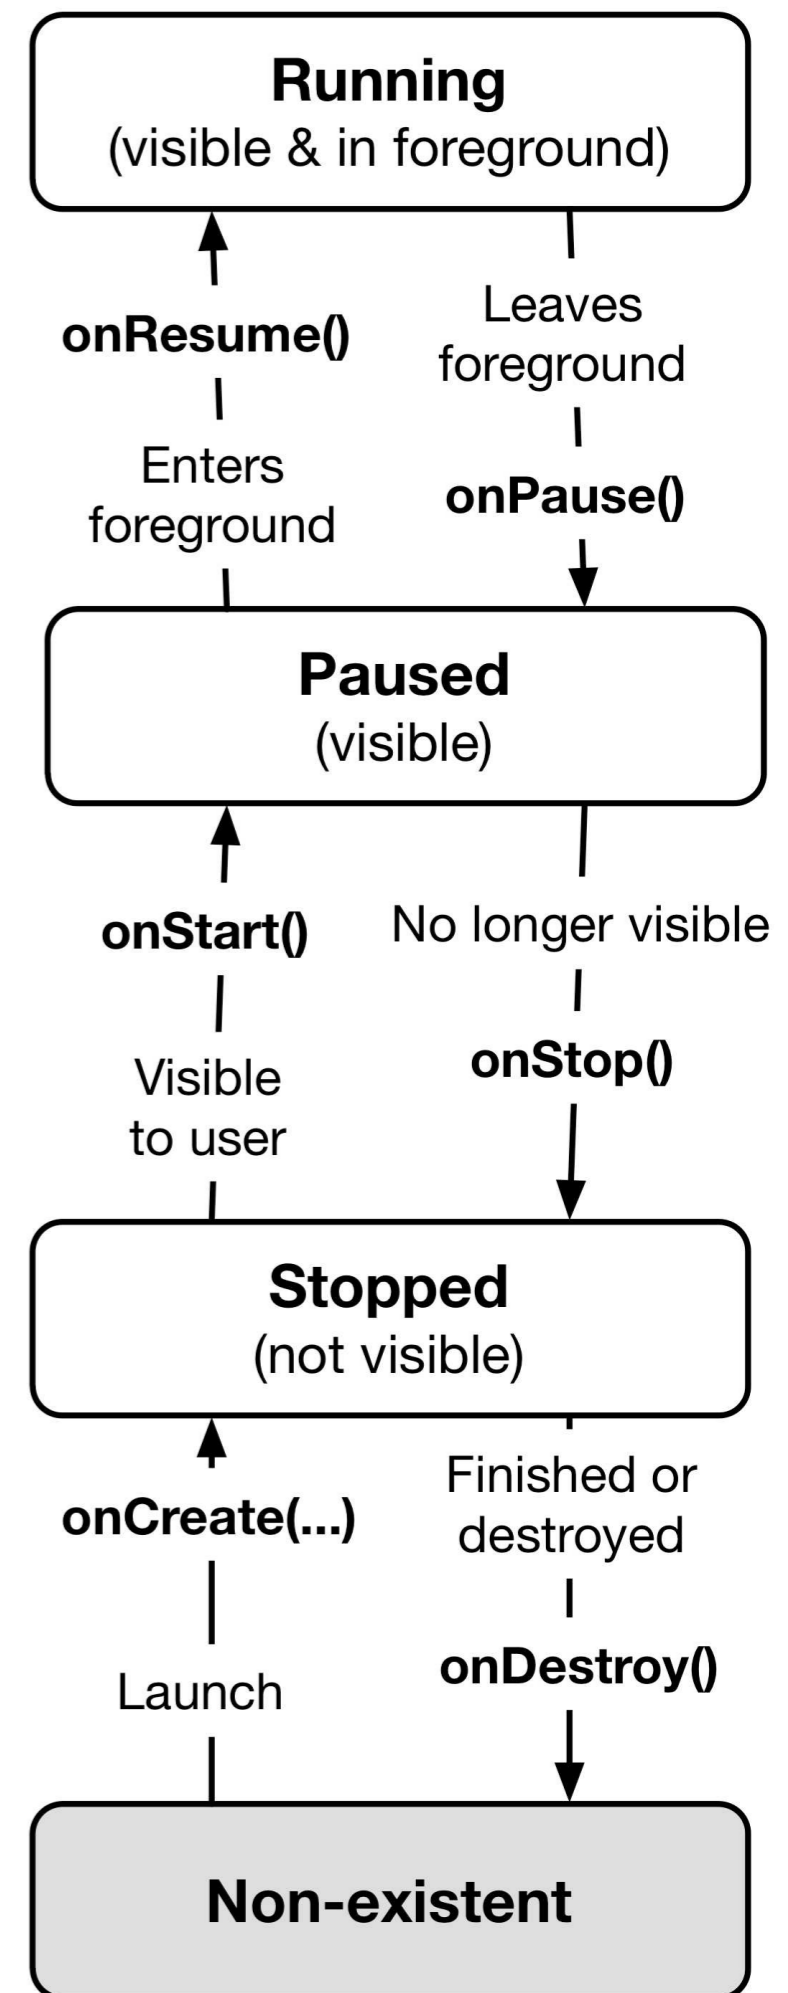 Running
(visible & in foreground)
onResume()
Enters
foreground
Leaves
foreground
onPause()
Paused
(visible)
onStart()
Visible
to user
No longer visible
onStop()
Stopped
(not visible)
onCreate(...)
Launch
Finished or
destroyed
onDestroy()
Non-existent